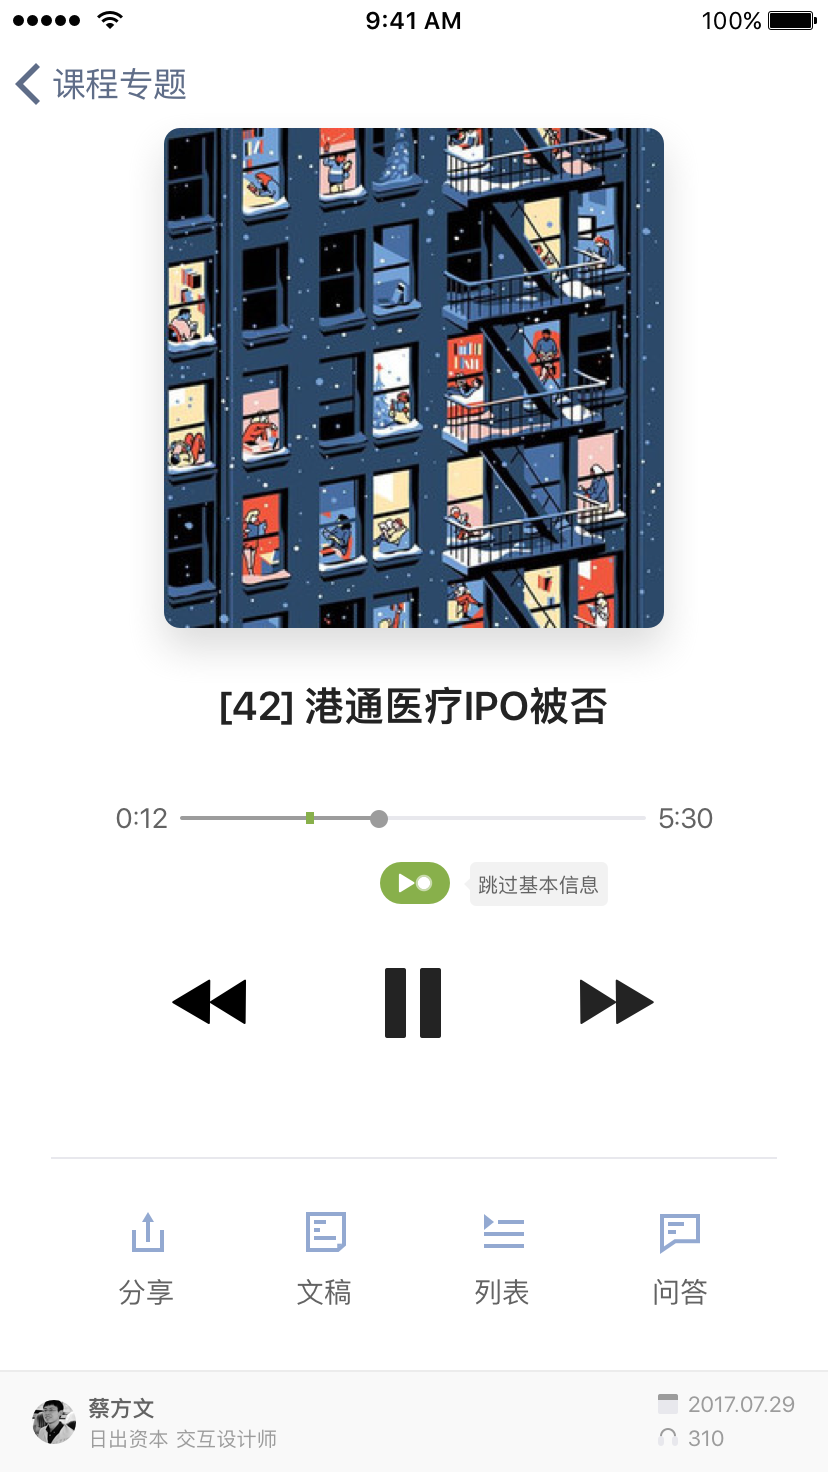 9:41 AM
100%
课程专题
[42] 港通医疗IPO被否
0:12
5:30
跳过基本信息
分享
文稿
列表
问答
蔡方文
2017.07.29
日出资本 交互设计师
310